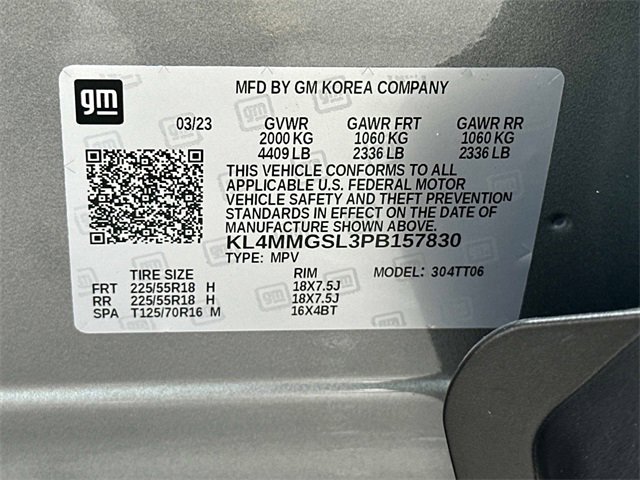 gm
MFD BY GM KOREA COMPANY
03/23 GVWR GAWR FRT GAWR RR
2000 KG 1060 KG 1060 KG
4409 LB 2336 LB 2336 LB
THIS VEHICLE CONFORMS TO ALL
APPLICABLE U.S. FEDERAL MOTOR
VEHICLE SAFETY AND THEFT PREVENTION
STANDARDS IN EFFECT ON THE DATE OF
MANUFACTURE SHOWN ABOVE.
KL4MMGSL3PB157830
TYPE: MPV
TIRE SIZE RIM MODEL: 304TT06
FRT 225/55R18 H 18X7.5J
RR 225/55R18 H 18X7.5J
SPA T125/70R16 M 16X4BT